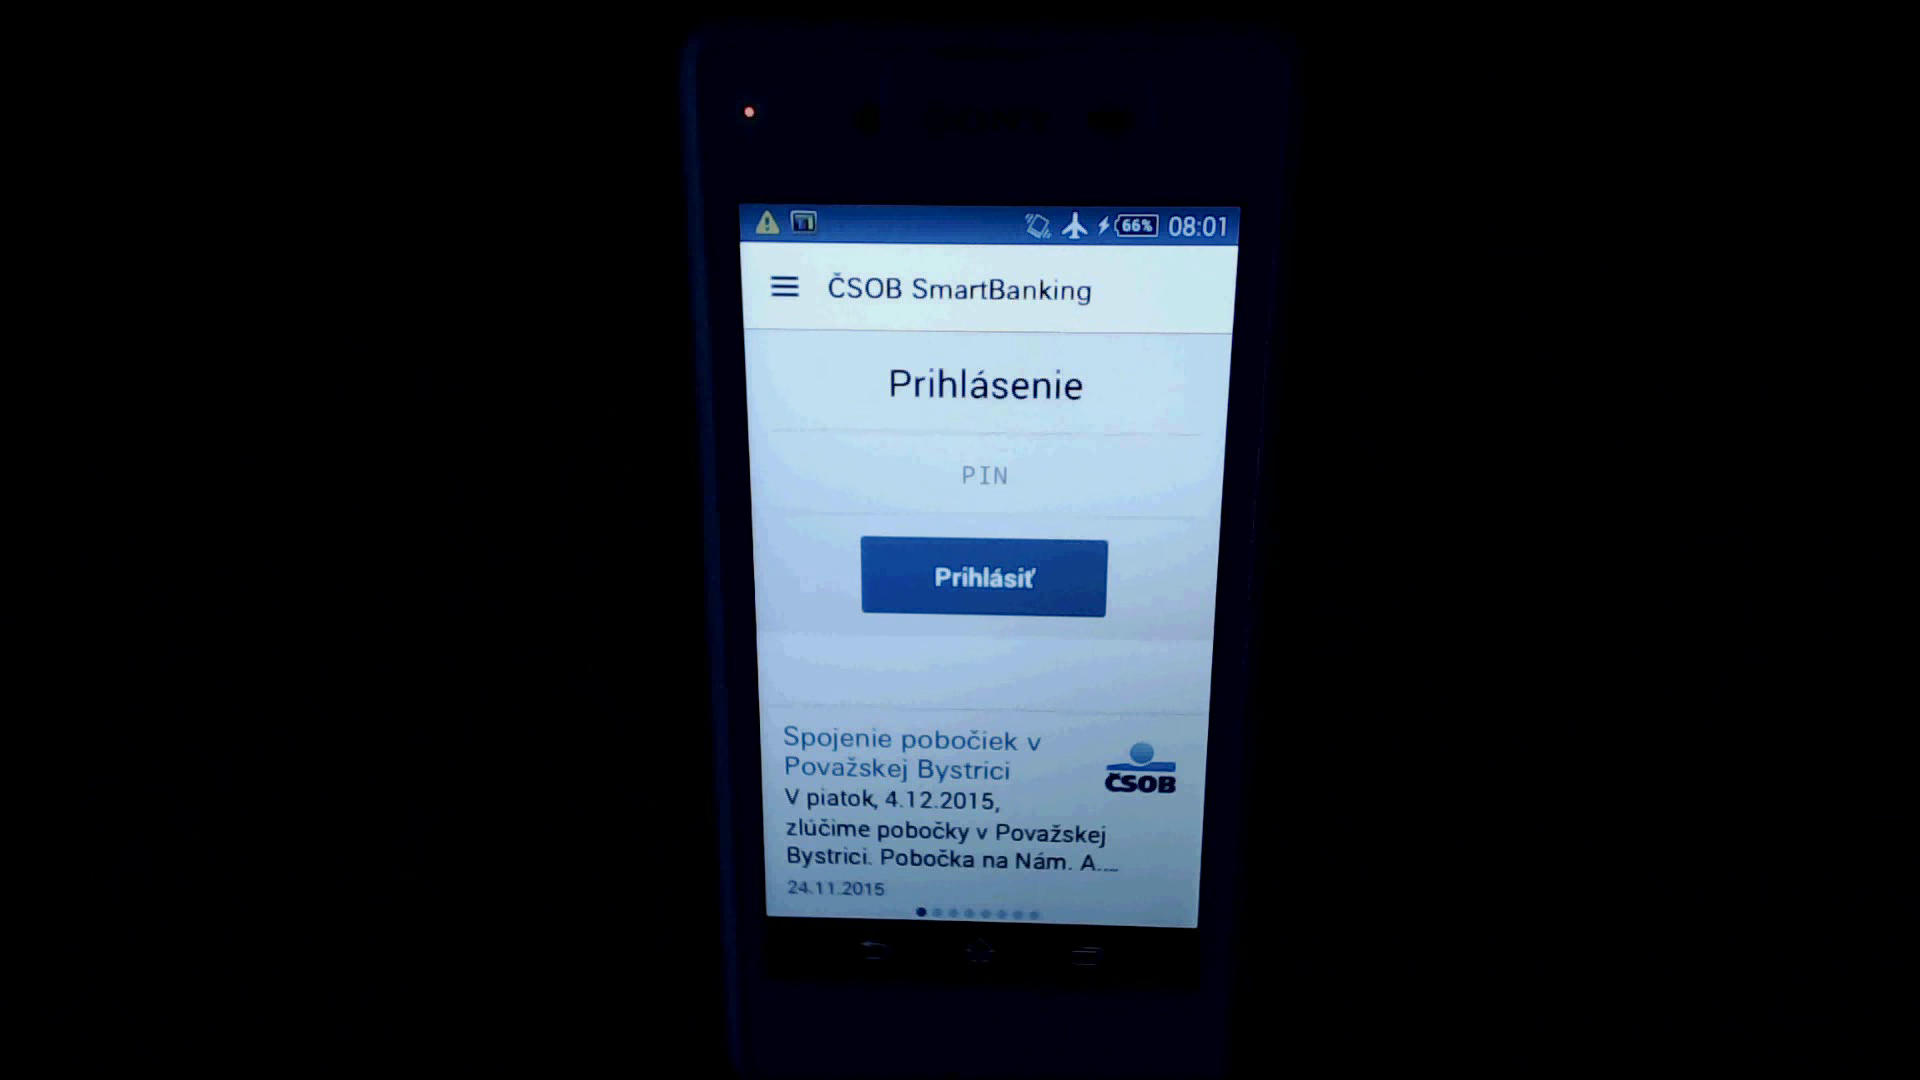 66% 08:01
ČSOB SmartBanking
Prihlásenie
PIN
Prihlásiť
Spojenie pobočiek v
Považskej Bystrici
ČSOB
V piatok, 4.12.2015,
zlúčime pobočky v Považskej
Bystrici. Pobočka na Nám. A....
24.11.2015